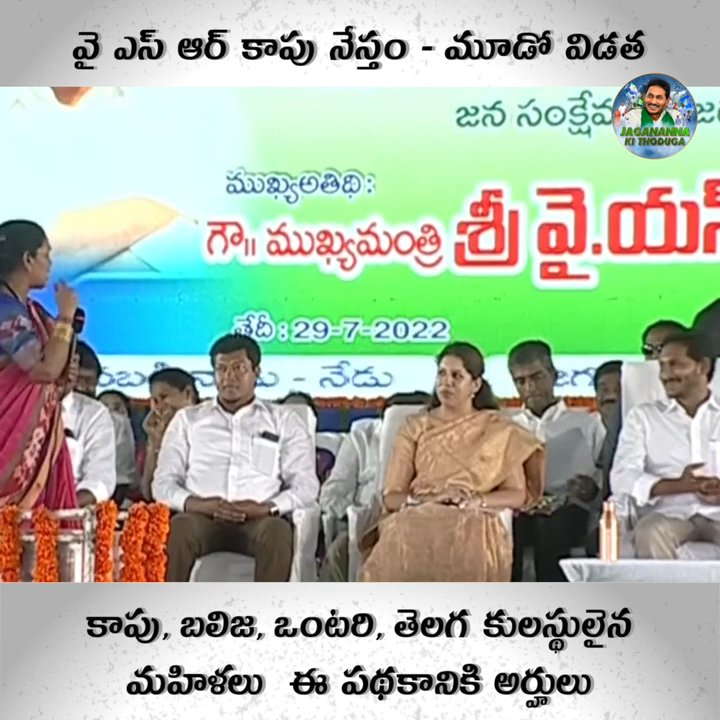 వై ఎస్ ఆర్ కాపు నేస్తం - మూడో విడత
జన సంక్షేమ
JAGANANNA
KI THODUGA
ముఖ్యఅతిథి:
గౌ॥ ముఖ్యమంత్రి శ్రీ వై.యస్
తేదీ : 29-7-2022
- నేడు
కాపు, బలిజ, ఒంటరి, తెలగ కులస్థులైన
మహిళలు ఈ పథకానికి అర్హులు